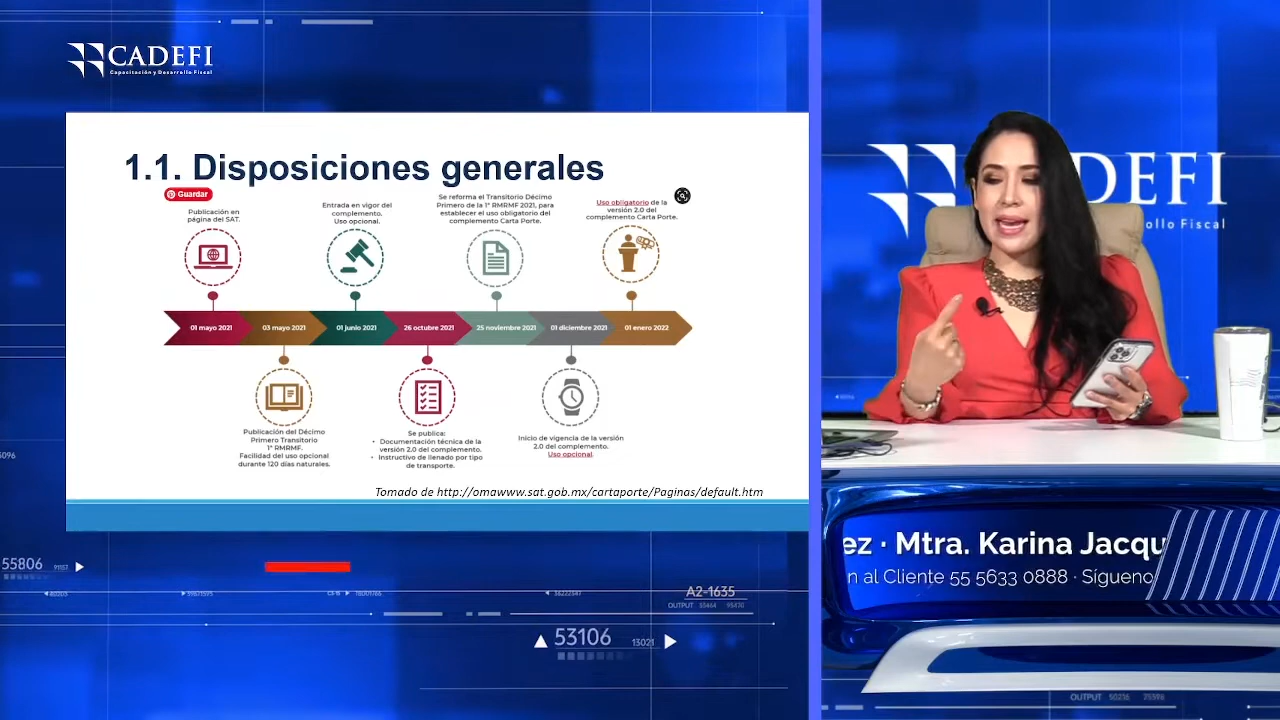 CADEFI
Capacitación y Desarrollo Fiscal
1.1. Disposiciones generales
Guardar
Publicación en
página del SAT.
Entrada en vigor del
complemento.
Uso opcional.
Se reforma el Transitorio Décimo
Primero de la 1ª RMRMF 2021, para
establecer el uso obligatorio del
complemento Carta Porte.
Uso obligatorio de la
versión 2.0 del
complemento Carta Porte.
01 mayo 2021
03 mayo 2021
01 junio 2021
26 octubre 2021
25 noviembre 2021
01 diciembre 2021
01 enero 2022
Publicación del Décimo
Primero Transitorio
1ª RMRMF.
Facilidad del uso opcional
durante 120 días naturales.
Se publica:
• Documentación técnica de la
versión 2.0 del complemento.
• Instructivo de llenado por tipo
de transporte.
Inicio de vigencia de la versión
2.0 del complemento.
Uso opcional.
Tomado de http://omawww.sat.gob.mx/cartaporte/Paginas/default.htm
DEFI
ollo Fiscal
ez · Mtra. Karina Jacqu
n al Cliente 55 5633 0888 · Sígueno
55806
A2-1635
OUTPUT
53106
13021
OUTPUT